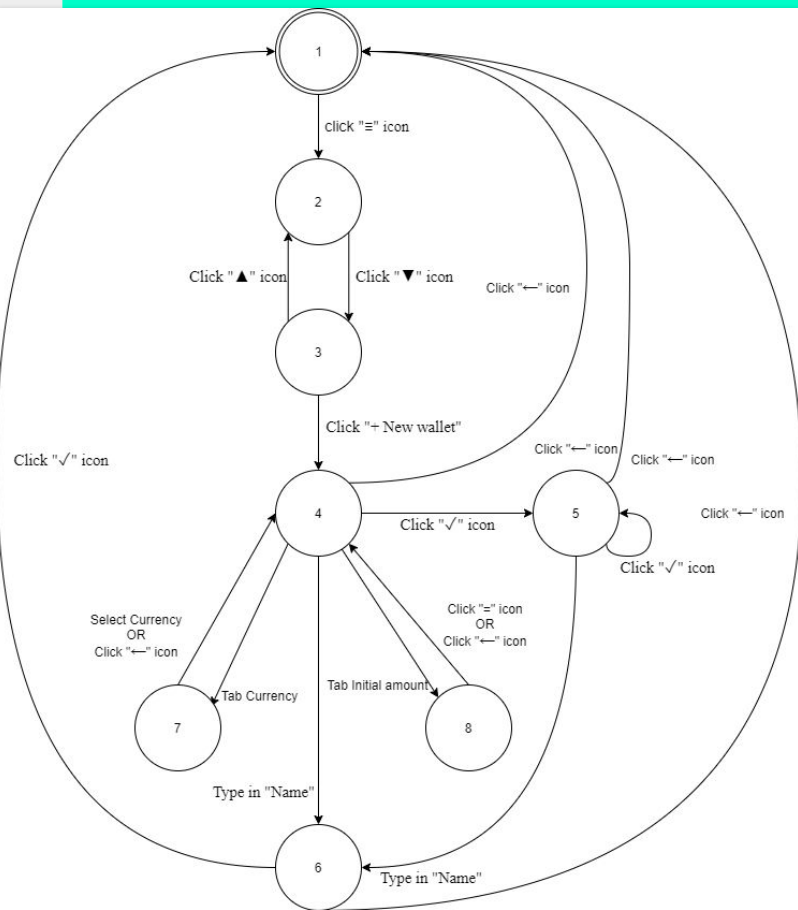 1
click "≡" icon
2
Click "▲" icon
Click "▼" icon
Click "←" icon
3
Click "+ New wallet"
Click "✓" icon
Click "←" icon
Click "←" icon
4
5
Click "←" icon
Click "✓" icon
Click "✓" icon
Select Currency
OR
Click "←" icon
Click "=" icon
OR
Click "←" icon
Tab Currency
Tab Initial amount
7
8
Type in "Name"
6
Type in "Name"